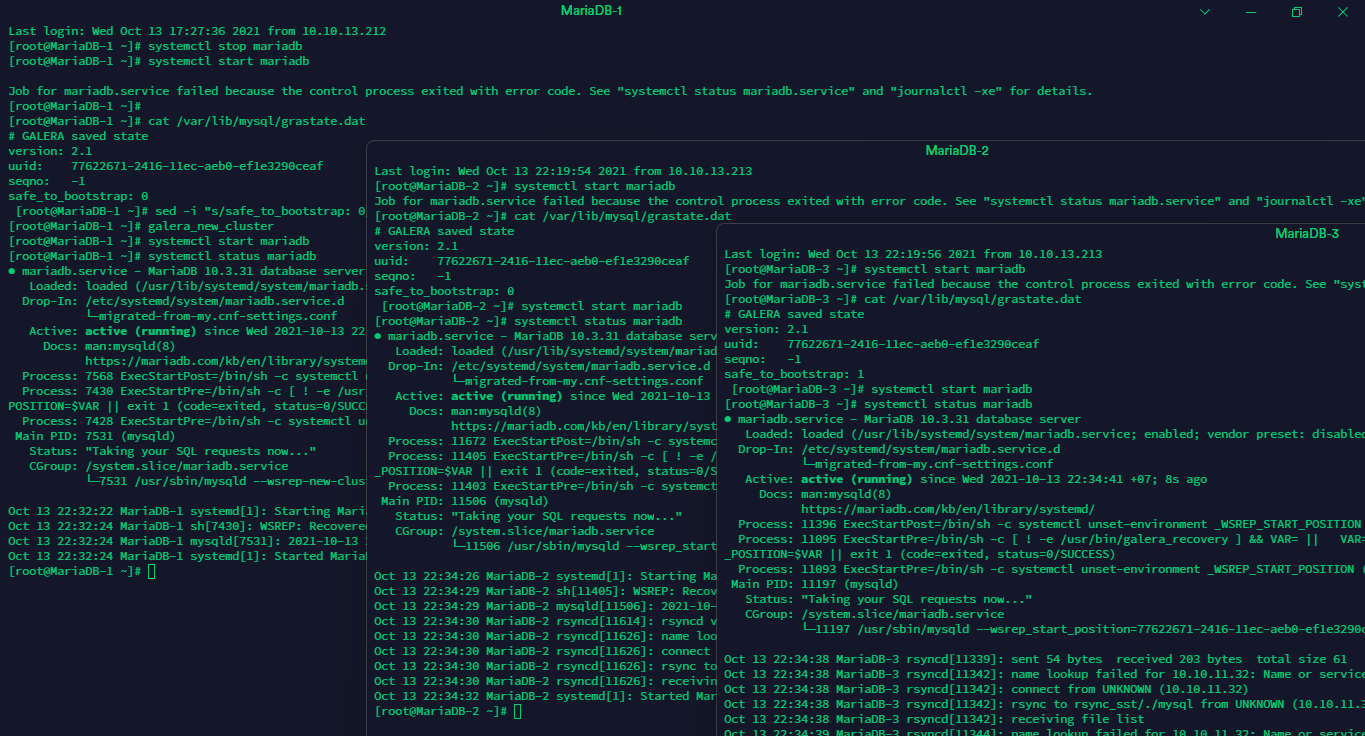 MariaDB-1
Last login: Wed Oct 13 17:27:36 2021 from 10.10.13.212
[root@MariaDB-1 ~]# systemctl stop mariadb
[root@MariaDB-1 ~]# systemctl start mariadb
Job for mariadb.service failed because the control process exited with error code. See "systemctl status mariadb.service" and "journalctl -xe" for details.
[root@MariaDB-1 ~]#
[root@MariaDB-1 ~]# cat /var/lib/mysql/grastate.dat
# GALERA saved state
version: 2.1
uuid:    77622671-2416-11ec-aeb0-ef1e3290ceaf
seqno:   -1
safe_to_bootstrap: 0
[root@MariaDB-1 ~]# sed -i "s/safe_to_bootstrap: 0
[root@MariaDB-1 ~]# galera_new_cluster
[root@MariaDB-1 ~]# systemctl start mariadb
[root@MariaDB-1 ~]# systemctl status mariadb
● mariadb.service - MariaDB 10.3.31 database server
Loaded: loaded (/usr/lib/systemd/system/mariadb.
Drop-In: /etc/systemd/system/mariadb.service.d
└─migrated-from-my.cnf-settings.conf
Active: active (running) since Wed 2021-10-13 22
Docs: man:mysqld(8)
https://mariadb.com/kb/en/library/systemd
Process: 7568 ExecStartPost=/bin/sh -c systemctl
Process: 7430 ExecStartPre=/bin/sh -c [ ! -e /usr
POSITION=$VAR || exit 1 (code=exited, status=0/SUCC
Process: 7428 ExecStartPre=/bin/sh -c systemctl u
Main PID: 7531 (mysqld)
Status: "Taking your SQL requests now..."
CGroup: /system.slice/mariadb.service
└─7531 /usr/sbin/mysqld --wsrep-new-clus
Oct 13 22:32:22 MariaDB-1 systemd[1]: Starting Mari
Oct 13 22:32:24 MariaDB-1 sh[7430]: WSREP: Recovere
Oct 13 22:32:24 MariaDB-1 mysqld[7531]: 2021-10-13
Oct 13 22:32:24 MariaDB-1 systemd[1]: Started Maria
[root@MariaDB-1 ~]#
MariaDB-2
Last login: Wed Oct 13 22:19:54 2021 from 10.10.13.213
[root@MariaDB-2 ~]# systemctl start mariadb
Job for mariadb.service failed because the control process exited with error code. See "systemctl status mariadb.service" and "journalctl -xe"
[root@MariaDB-2 ~]# cat /var/lib/mysql/grastate.dat
# GALERA saved state
version: 2.1
uuid:    77622671-2416-11ec-aeb0-ef1e3290ceaf
seqno:   -1
safe_to_bootstrap: 0
[root@MariaDB-2 ~]# systemctl start mariadb
[root@MariaDB-2 ~]# systemctl status mariadb
● mariadb.service - MariaDB 10.3.31 database serv
Loaded: loaded (/usr/lib/systemd/system/mariad
Drop-In: /etc/systemd/system/mariadb.service.d
└─migrated-from-my.cnf-settings.conf
Active: active (running) since Wed 2021-10-13
Docs: man:mysqld(8)
https://mariadb.com/kb/en/library/syst
Process: 11672 ExecStartPost=/bin/sh -c systemc
Process: 11405 ExecStartPre=/bin/sh -c [ ! -e /
_POSITION=$VAR || exit 1 (code=exited, status=0/S
Process: 11403 ExecStartPre=/bin/sh -c systemct
Main PID: 11506 (mysqld)
Status: "Taking your SQL requests now..."
CGroup: /system.slice/mariadb.service
└─11506 /usr/sbin/mysqld --wsrep_start
Oct 13 22:34:26 MariaDB-2 systemd[1]: Starting Ma
Oct 13 22:34:29 MariaDB-2 sh[11405]: WSREP: Recov
Oct 13 22:34:29 MariaDB-2 mysqld[11506]: 2021-10-
Oct 13 22:34:30 MariaDB-2 rsyncd[11614]: rsyncd v
Oct 13 22:34:30 MariaDB-2 rsyncd[11626]: name loo
Oct 13 22:34:30 MariaDB-2 rsyncd[11626]: connect
Oct 13 22:34:30 MariaDB-2 rsyncd[11626]: rsync to
Oct 13 22:34:30 MariaDB-2 rsyncd[11626]: receivin
Oct 13 22:34:32 MariaDB-2 systemd[1]: Started Mar
[root@MariaDB-2 ~]#
MariaDB-3
Last login: Wed Oct 13 22:19:56 2021 from 10.10.13.213
[root@MariaDB-3 ~]# systemctl start mariadb
Job for mariadb.service failed because the control process exited with error code. See "syst
[root@MariaDB-3 ~]# cat /var/lib/mysql/grastate.dat
# GALERA saved state
version: 2.1
uuid:    77622671-2416-11ec-aeb0-ef1e3290ceaf
seqno:   -1
safe_to_bootstrap: 1
[root@MariaDB-3 ~]# systemctl start mariadb
[root@MariaDB-3 ~]# systemctl status mariadb
● mariadb.service - MariaDB 10.3.31 database server
Loaded: loaded (/usr/lib/systemd/system/mariadb.service; enabled; vendor preset: disabled
Drop-In: /etc/systemd/system/mariadb.service.d
└─migrated-from-my.cnf-settings.conf
Active: active (running) since Wed 2021-10-13 22:34:41 +07; 8s ago
Docs: man:mysqld(8)
https://mariadb.com/kb/en/library/systemd/
Process: 11396 ExecStartPost=/bin/sh -c systemctl unset-environment _WSREP_START_POSITION
Process: 11095 ExecStartPre=/bin/sh -c [ ! -e /usr/bin/galera_recovery ] && VAR= ||   VAR=
_POSITION=$VAR || exit 1 (code=exited, status=0/SUCCESS)
Process: 11093 ExecStartPre=/bin/sh -c systemctl unset-environment _WSREP_START_POSITION (
Main PID: 11197 (mysqld)
Status: "Taking your SQL requests now..."
CGroup: /system.slice/mariadb.service
└─11197 /usr/sbin/mysqld --wsrep_start_position=77622671-2416-11ec-aeb0-ef1e3290c
Oct 13 22:34:38 MariaDB-3 rsyncd[11339]: sent 54 bytes  received 203 bytes  total size 61
Oct 13 22:34:38 MariaDB-3 rsyncd[11342]: name lookup failed for 10.10.11.32: Name or service
Oct 13 22:34:38 MariaDB-3 rsyncd[11342]: connect from UNKNOWN (10.10.11.32)
Oct 13 22:34:38 MariaDB-3 rsyncd[11342]: rsync to rsync_sst/./mysql from UNKNOWN (10.10.11.3
Oct 13 22:34:38 MariaDB-3 rsyncd[11342]: receiving file list
Oct 13 22:34:39 MariaDB-3 rsyncd[11344]: name lookup failed for 10.10.11.32: Name or service